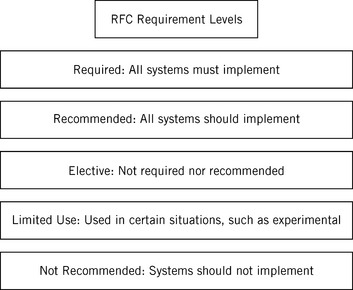 RFC Requirement Levels
Required: All systems must implement
Recommended: All systems should implement
Elective: Not required nor recommended
Limited Use: Used in certain situations, such as experimental
Not Recommended: Systems should not implement